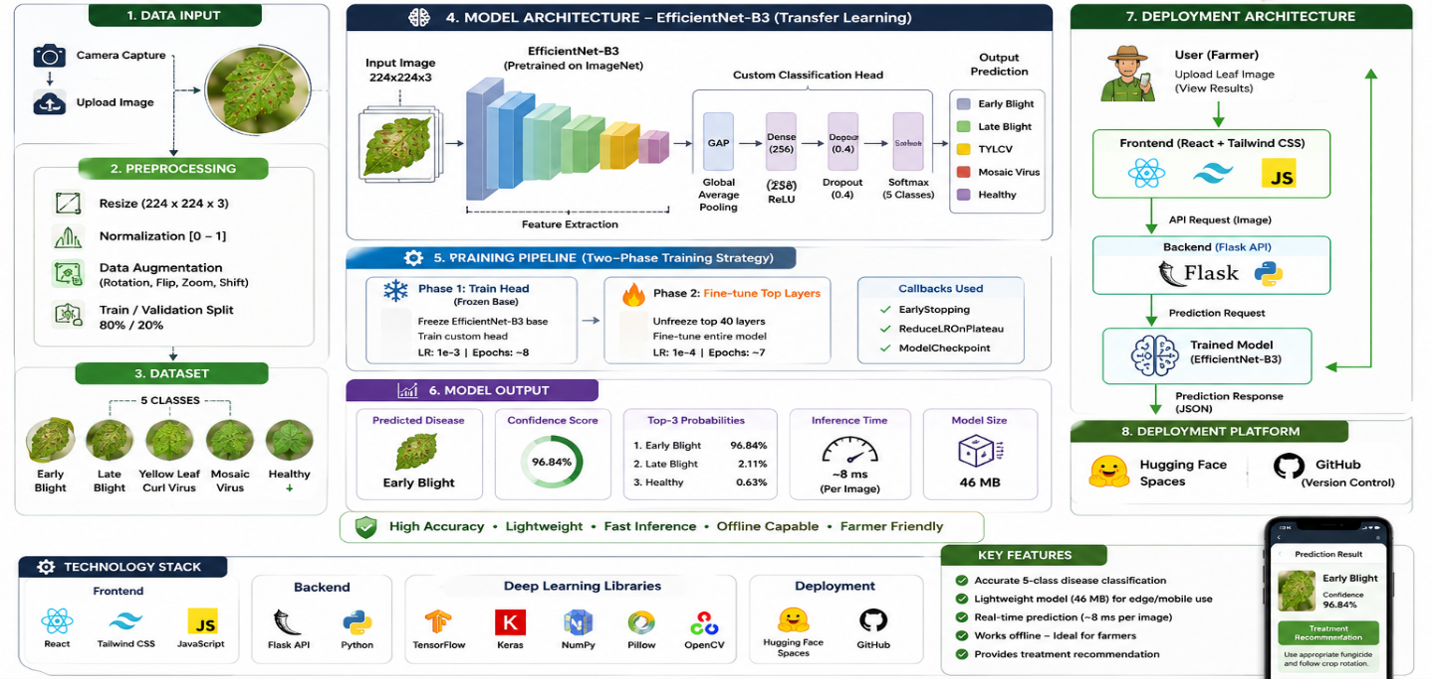 1. DATA INPUT
Camera Capture
Upload Image
2. PREPROCESSING
Resize (224 x 224 x 3)
Normalization [0 – 1]
Data Augmentation
(Rotation, Flip, Zoom, Shift)
Train / Validation Split
80% / 20%
3. DATASET
5 CLASSES
Early
Blight
Late
Blight
Yellow Leaf
Curl Virus
Mosaic
Virus
Healthy
4. MODEL ARCHITECTURE – EfficientNet-B3 (Transfer Learning)
Input Image
224x224x3
EfficientNet-B3
(Pretrained on ImageNet)
Feature Extraction
Custom Classification Head
GAP
Global
Average
Pooling
Dense
(256)
(258)
ReLU
(0.4)
Dropout
(0.4)
Softmax
(5 Classes)
Output
Prediction
Early Blight
Late Blight
TYLCV
Mosaic Virus
Healthy
5. PRAINING PIPELINE (Two-Phase Training Strategy)
Phase 1: Train Head
(Frozen Base)
Freeze EfficientNet-B3 base
Train custom head
LR: 1e-3 | Epochs: ~8
Phase 2: Fine-tune Top Layers
Unfreeze top 40 layers
Fine-tune entire model
LR: 1e-4 | Epochs: ~7
Callbacks Used
EarlyStopping
ReduceLROnPlateau
ModelCheckpoint
6. MODEL OUTPUT
Predicted Disease
Early Blight
Confidence Score
96.84%
Top-3 Probabilities
1. Early Blight 96.84%
2. Late Blight 2.11%
3. Healthy 0.63%
Inference Time
~8 ms
(Per Image)
Model Size
46 MB
High Accuracy • Lightweight • Fast Inference • Offline Capable • Farmer Friendly
7. DEPLOYMENT ARCHITECTURE
User (Farmer)
Upload Leaf Image
(View Results)
Frontend (React + Tailwind CSS)
JS
API Request (Image)
Backend (Flask API)
Flask
Prediction Request
Trained Model
(EfficientNet-B3)
Prediction Response
(JSON)
8. DEPLOYMENT PLATFORM
Hugging Face
Spaces
GitHub
(Version Control)
TECHNOLOGY STACK
Frontend
React
Tailwind CSS
JS
JavaScript
Backend
Flask API
Python
Deep Learning Libraries
TensorFlow
K
Keras
NumPy
Pillow
OpenCV
Deployment
Hugging Face
Spaces
GitHub
KEY FEATURES
Accurate 5-class disease classification
Lightweight model (46 MB) for edge/mobile use
Real-time prediction (~8 ms per image)
Works offline – Ideal for farmers
Provides treatment recommendation
Prediction Result
Early Blight
Confidence
96.84%
Treatment
Use appropriate fungicide
and follow crop rotation.